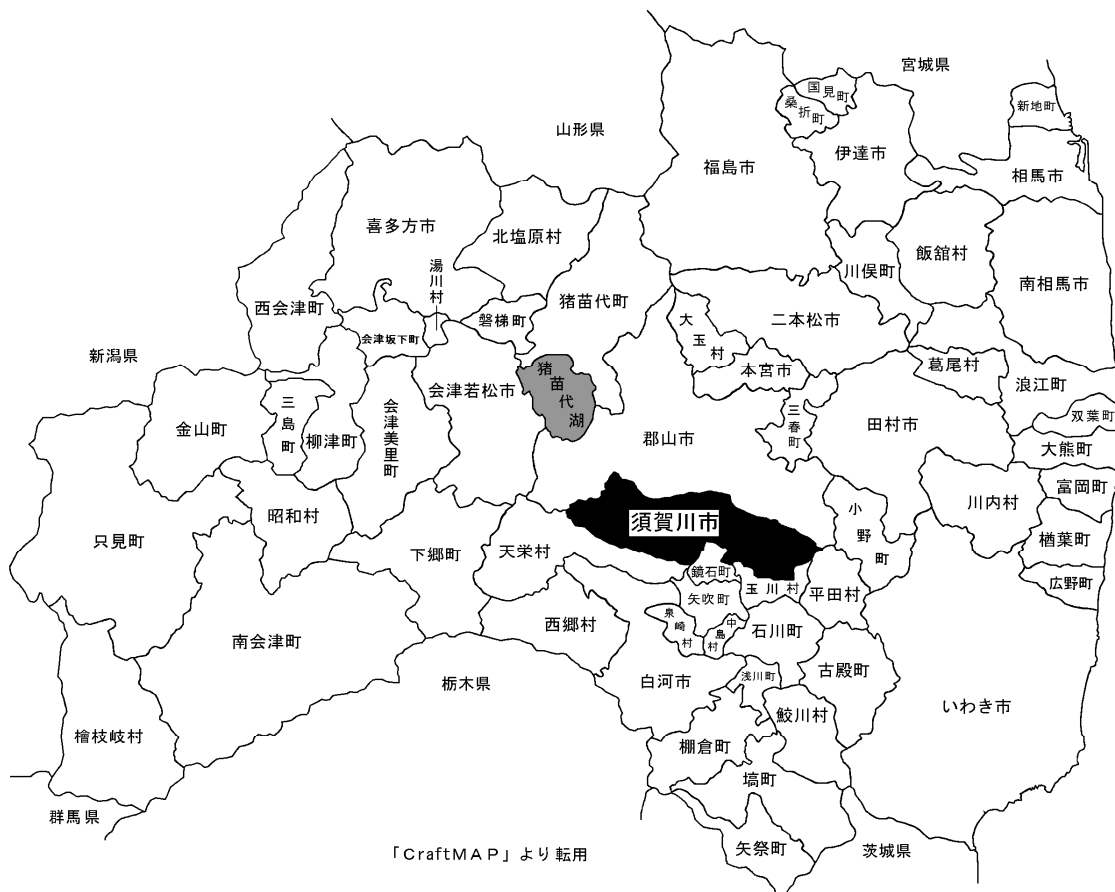 宮城県
国見町
桑折町
新地町
山形県
福島市
伊達市
相馬市
喜多方市
北塩原村
川俣町
飯舘村
南相馬市
湯川村
西会津町
猪苗代町
磐梯町
二本松市
大玉村
会津坂下町
新潟県
本宮市
葛尾村
浪江町
会津若松市
猪苗代湖
三春町
双葉町
三島町
金山町
柳津町
会津美里町
郡山市
田村市
大熊町
富岡町
川内村
昭和村
須賀川市
小野町
只見町
下郷町
天栄村
楢葉町
鏡石町
玉川村
平田村
広野町
矢吹町
西郷村
泉崎村
中島村
石川町
南会津町
栃木県
白河市
浅川町
古殿町
いわき市
鮫川村
檜枝岐村
棚倉町
塙町
群馬県
矢祭町
茨城県
「CraftMAP」より転用